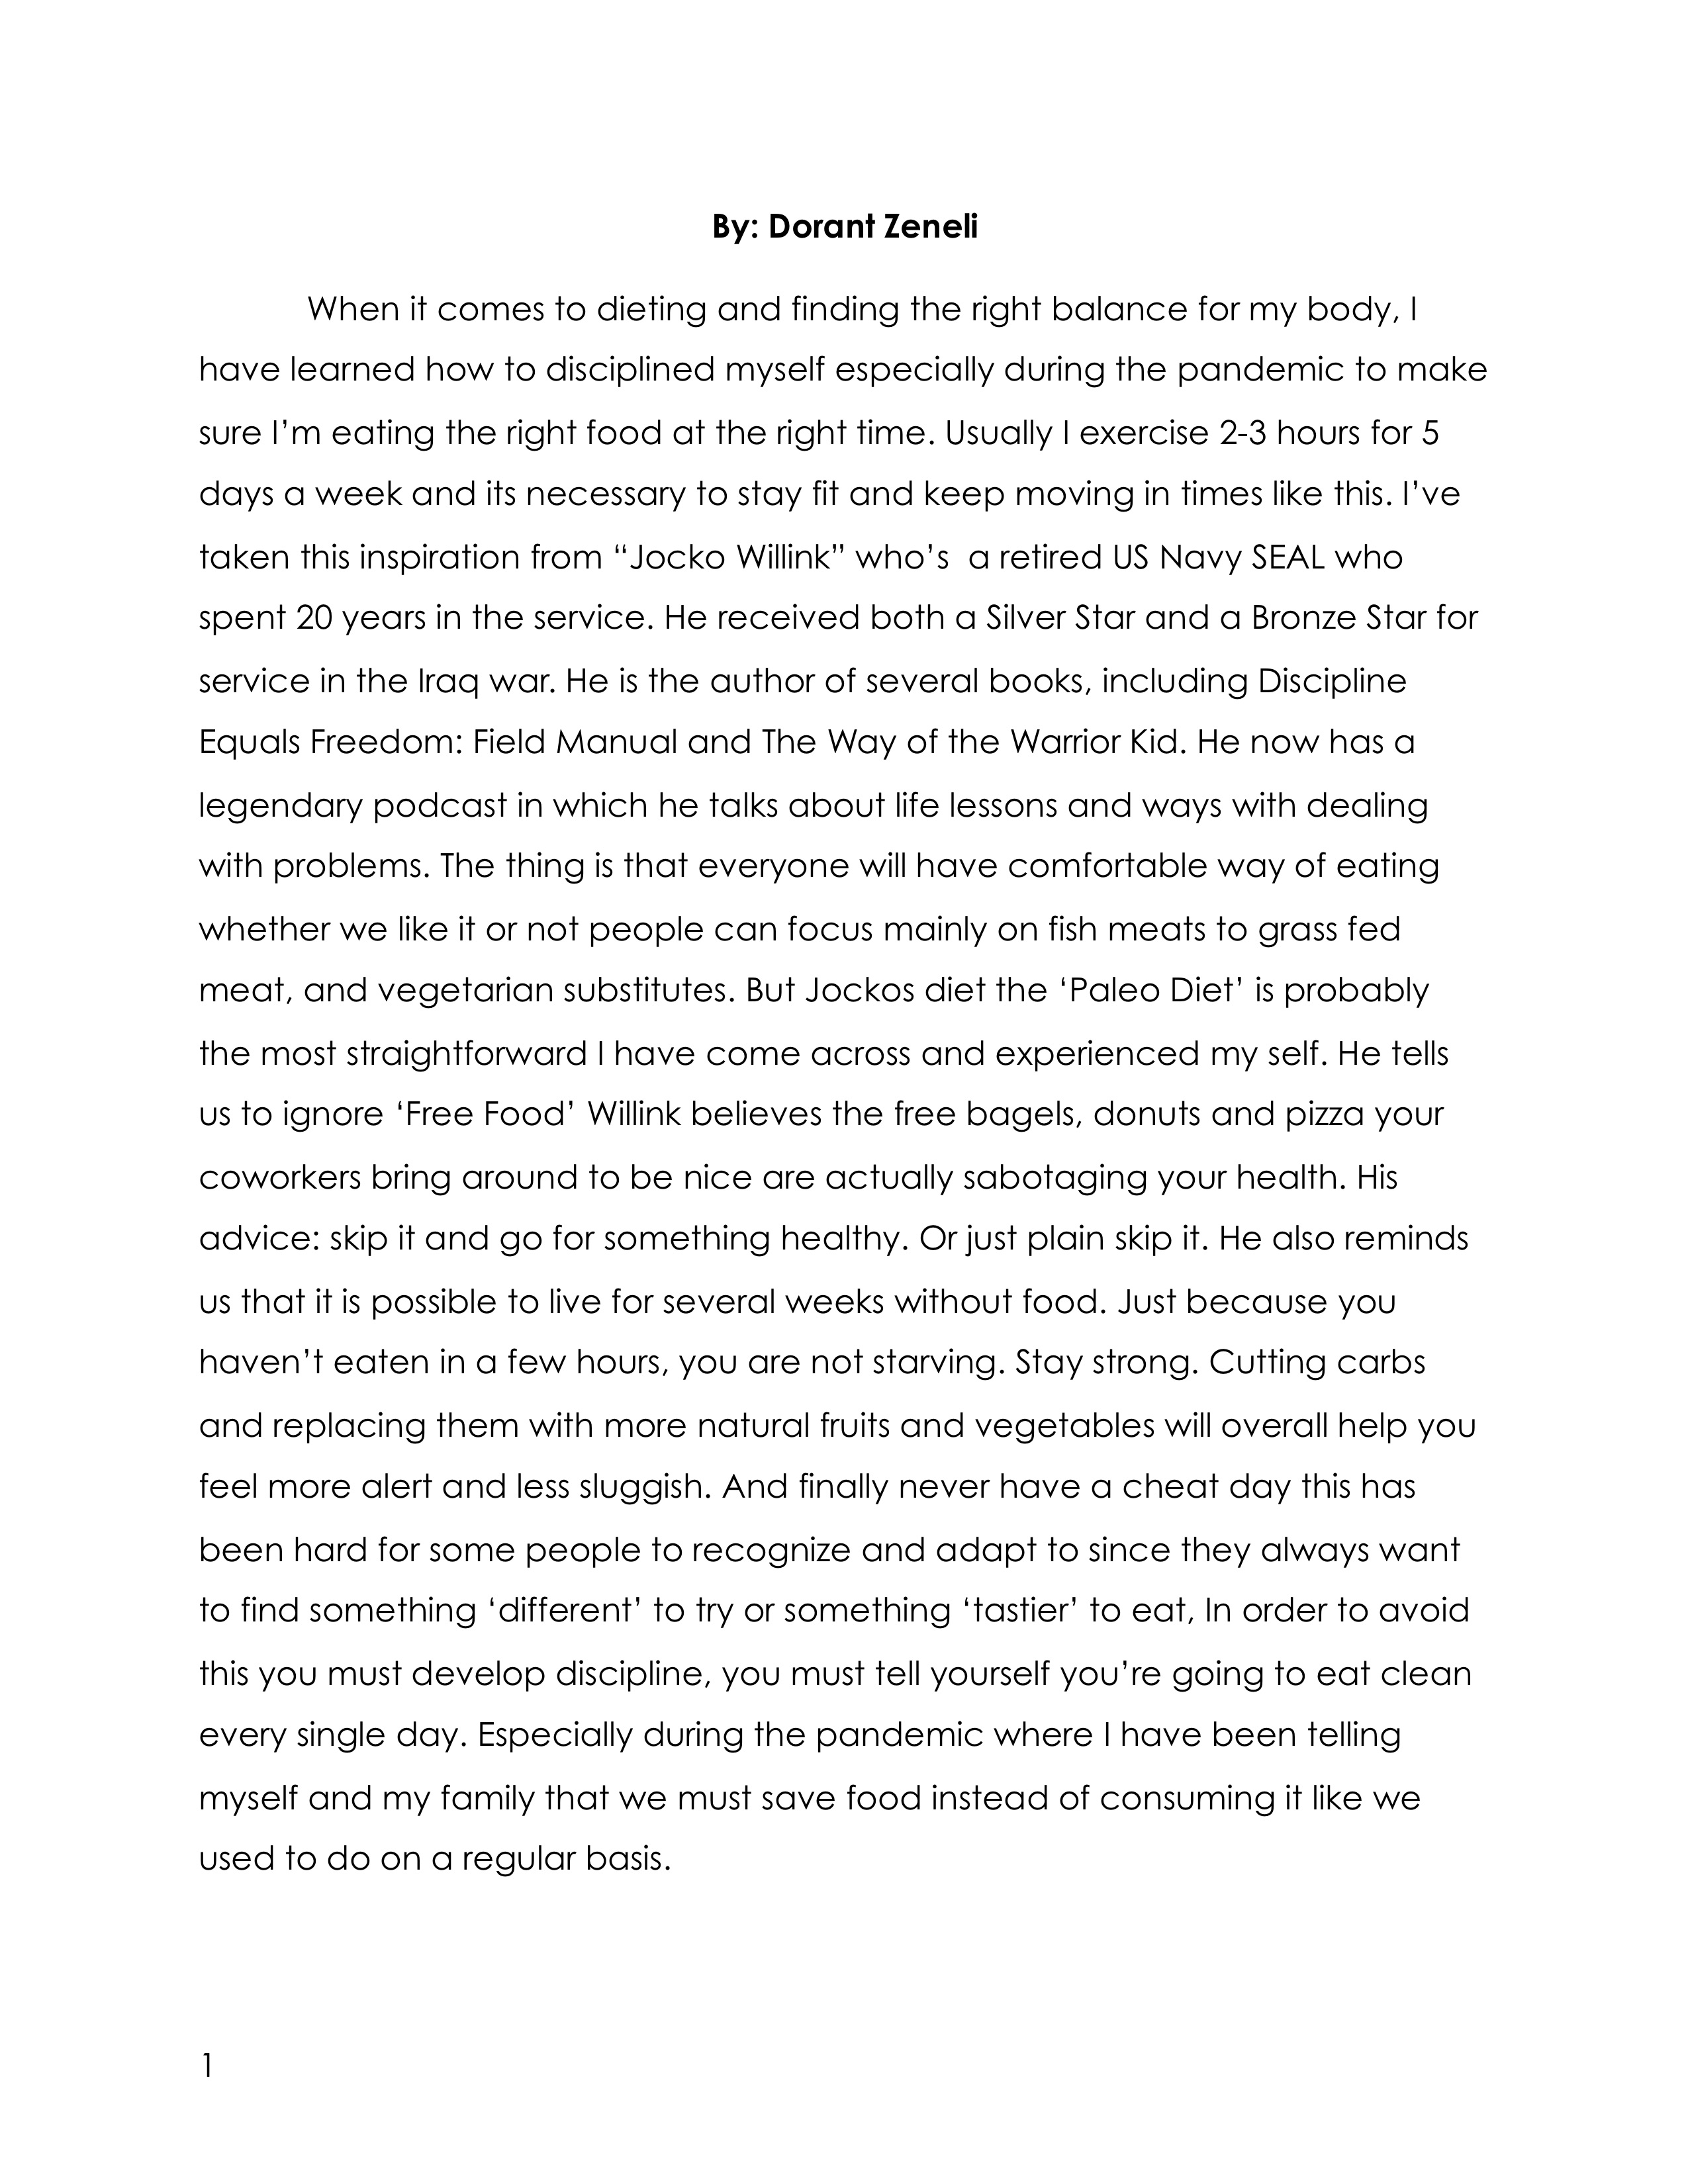 By: Dorant Zeneli
When it comes to dieting and finding the right balance for my body, I
have learned how to disciplined myself especially during the pandemic to make
sure I’m eating the right food at the right time. Usually I exercise 2-3 hours for 5
days a week and its necessary to stay fit and keep moving in times like this. I’ve
taken this inspiration from “Jocko Willink” who’s  a retired US Navy SEAL who
spent 20 years in the service. He received both a Silver Star and a Bronze Star for
service in the Iraq war. He is the author of several books, including Discipline
Equals Freedom: Field Manual and The Way of the Warrior Kid. He now has a
legendary podcast in which he talks about life lessons and ways with dealing
with problems. The thing is that everyone will have comfortable way of eating
whether we like it or not people can focus mainly on fish meats to grass fed
meat, and vegetarian substitutes. But Jockos diet the ‘Paleo Diet’ is probably
the most straightforward I have come across and experienced my self. He tells
us to ignore ‘Free Food’ Willink believes the free bagels, donuts and pizza your
coworkers bring around to be nice are actually sabotaging your health. His
advice: skip it and go for something healthy. Or just plain skip it. He also reminds
us that it is possible to live for several weeks without food. Just because you
haven’t eaten in a few hours, you are not starving. Stay strong. Cutting carbs
and replacing them with more natural fruits and vegetables will overall help you
feel more alert and less sluggish. And finally never have a cheat day this has
been hard for some people to recognize and adapt to since they always want
to find something ‘different’ to try or something ‘tastier’ to eat, In order to avoid
this you must develop discipline, you must tell yourself you’re going to eat clean
every single day. Especially during the pandemic where I have been telling
myself and my family that we must save food instead of consuming it like we
used to do on a regular basis.
1